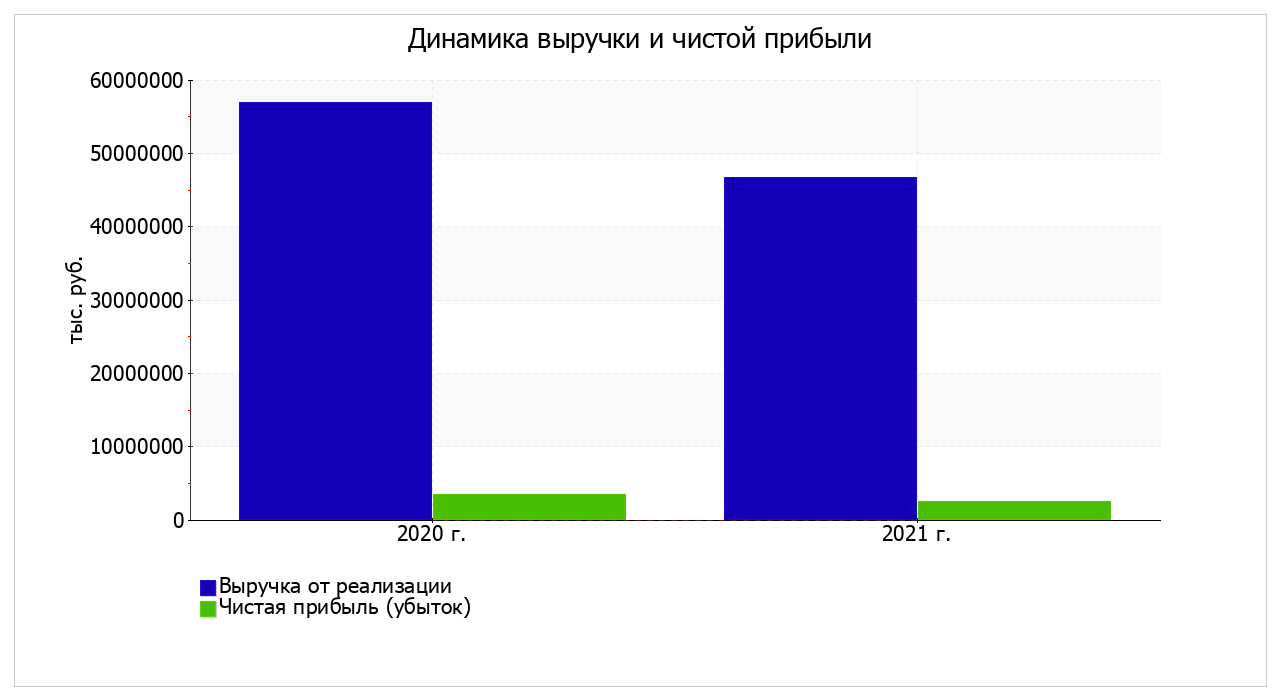 Динамика выручки и чистой прибыли
60000000
50000000
40000000
30000000
20000000
10000000
0
тыс. руб.
2020 г.
2021 г.
Выручка от реализации
Чистая прибыль (убыток)